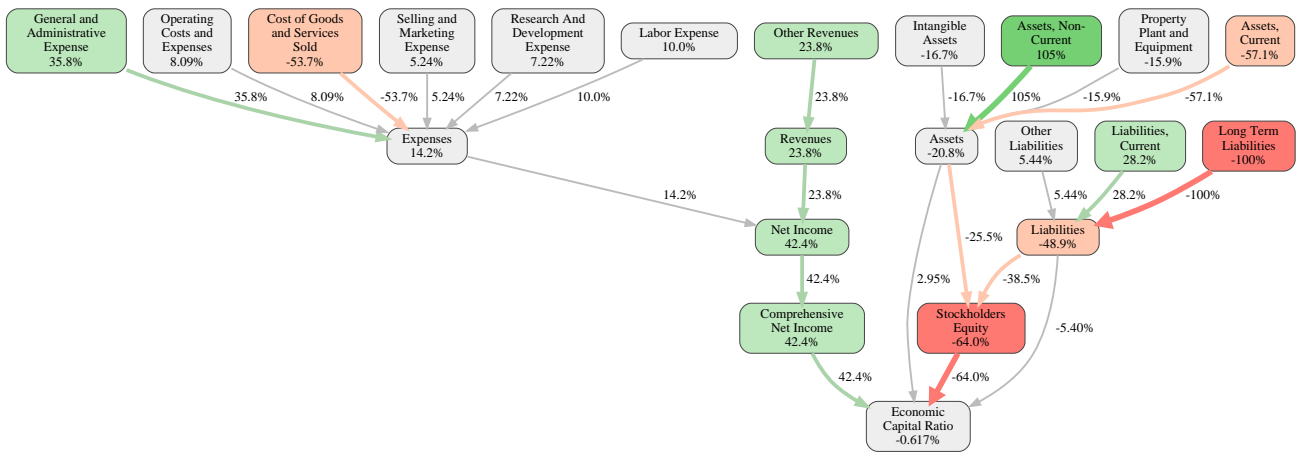 General and
Administrative
Expense
35.8%
Operating
Costs and
Expenses
8.09%
Cost of Goods
and Services
Sold
-53.7%
Selling and
Marketing
Expense
5.24%
Research And
Development
Expense
7.22%
Labor Expense
10.0%
Other Revenues
23.8%
Intangible
Assets
-16.7%
Assets, Non-
Current
105%
Property
Plant and
Equipment
-15.9%
Assets,
Current
-57.1%
35.8%
8.09%
-53.7%
5.24%
7.22%
10.0%
23.8%
-16.7%
105%
-15.9%
-57.1%
Expenses
14.2%
Revenues
23.8%
Assets
-20.8%
Other
Liabilities
5.44%
Liabilities,
Current
28.2%
Long Term
Liabilities
-100%
14.2%
23.8%
5.44%
28.2%
-100%
Net Income
42.4%
-25.5%
Liabilities
-48.9%
42.4%
2.95%
-38.5%
Comprehensive
Net Income
42.4%
Stockholders
Equity
-64.0%
-5.40%
42.4%
-64.0%
Economic
Capital Ratio
-0.617%